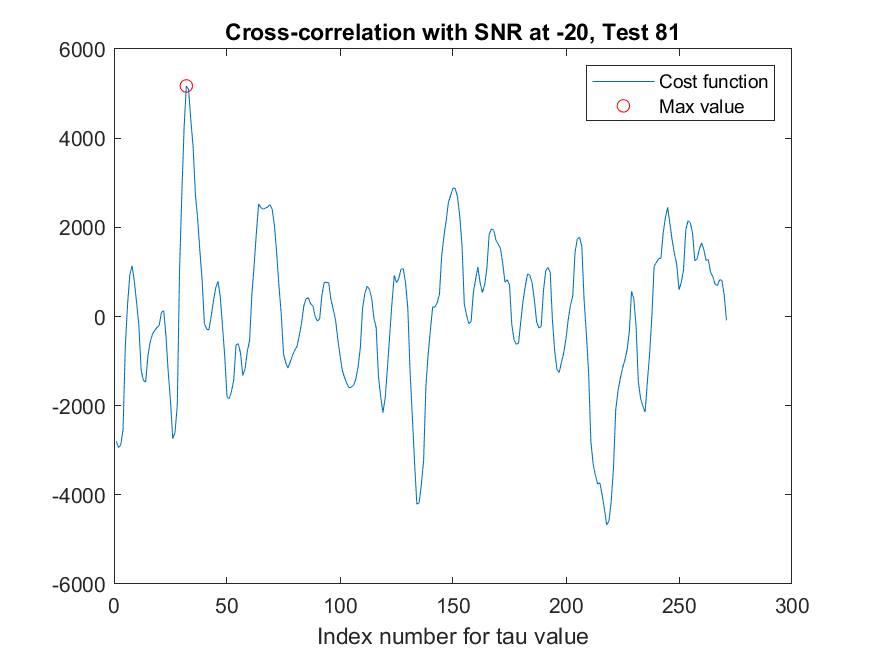 Cross-correlation with SNR at -20, Test 81
6000
4000
2000
0
-2000
-4000
-6000
Cost function
Max value
0 50 100 150 200 250 300
Index number for tau value